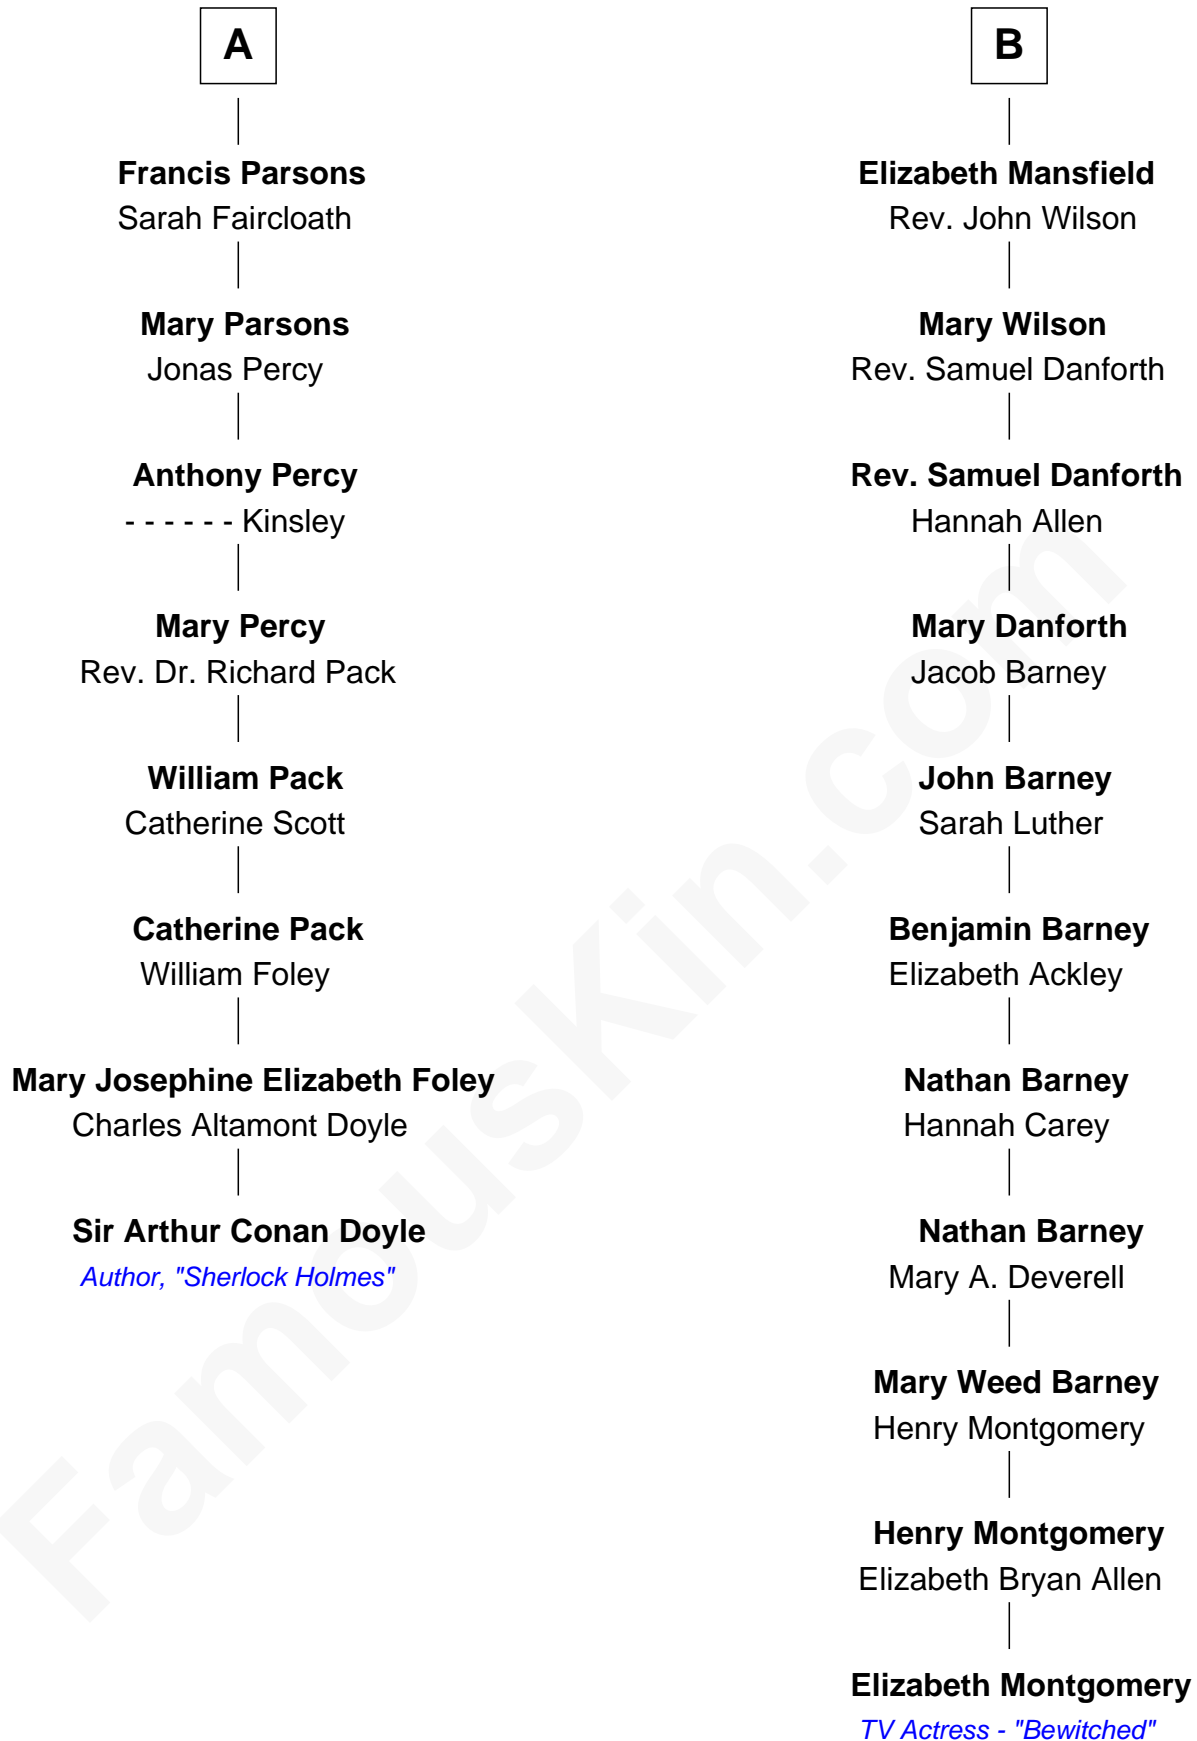 A
Francis Parsons
Sarah Faircloath
Mary Parsons
Jonas Percy
Anthony Percy
- - - - - - Kinsley
Mary Percy
Rev. Dr. Richard Pack
William Pack
Catherine Scott
Catherine Pack
William Foley
Mary Josephine Elizabeth Foley
Charles Altamont Doyle
Sir Arthur Conan Doyle
Author, "Sherlock Holmes"
B
Elizabeth Mansfield
Rev. John Wilson
Mary Wilson
Rev. Samuel Danforth
Rev. Samuel Danforth
Hannah Allen
Mary Danforth
Jacob Barney
John Barney
Sarah Luther
Benjamin Barney
Elizabeth Ackley
Nathan Barney
Hannah Carey
Nathan Barney
Mary A. Deverell
Mary Weed Barney
Henry Montgomery
Henry Montgomery
Elizabeth Bryan Allen
Elizabeth Montgomery
TV Actress - "Bewitched"
FamousKin.com